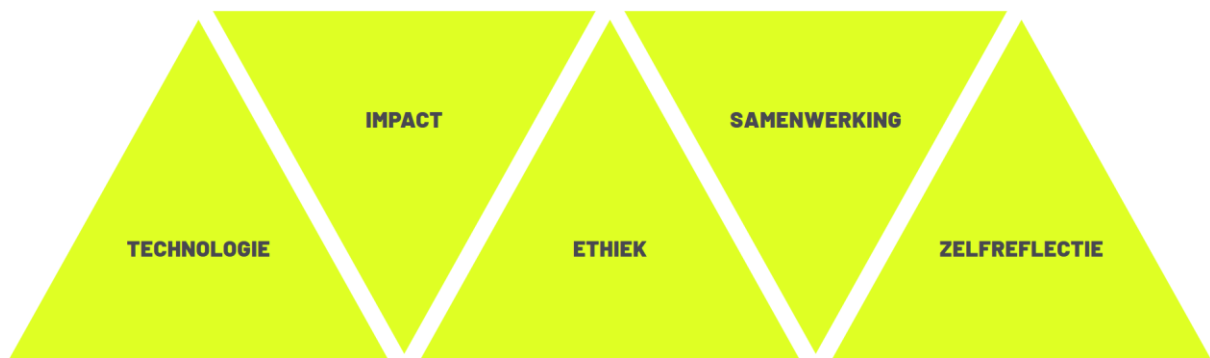 TECHNOLOGIE
IMPACT
ETHIEK
SAMENWERKING
ZELFREFLECTIE